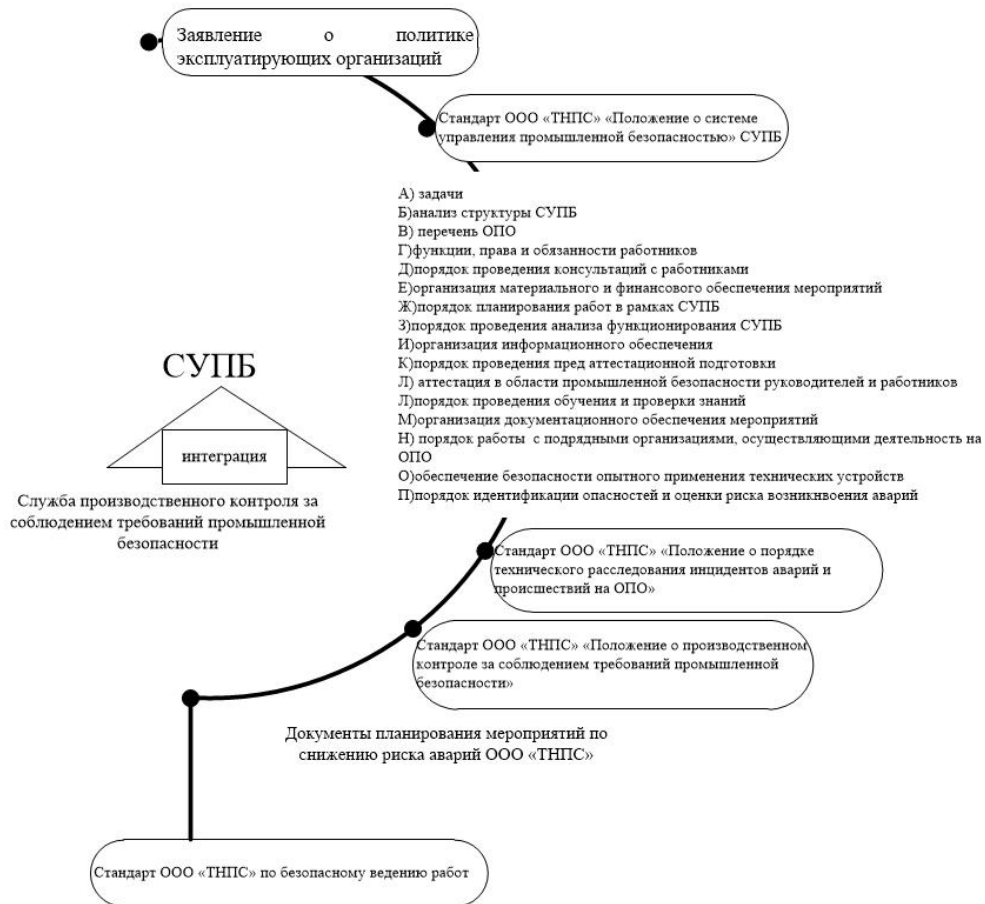 Заявление о политике
эксплуатирующих организаций
Стандарт ООО «ТНПС» «Положение о системе
управления промышленной безопасностью» СУПБ
А) задачи
Б)анализ структуры СУПБ
В) перечень ОПО
Г)функции, права и обязанности работников
Д)порядок проведения консультаций с работниками
Е)организация материального и финансового обеспечения мероприятий
Ж)порядок планирования работ в рамках СУПБ
З)порядок проведения анализа функционирования СУПБ
И)организация информационного обеспечения
К)порядок проведения пред аттестационной подготовки
Л) аттестация в области промышленной безопасности руководителей и работников
Л)порядок проведения обучения и проверки знаний
М)организация документационного обеспечения мероприятий
Н) порядок работы с подрядными организациями, осуществляющими деятельность на
ОПО
О)обеспечение безопасности опытного применения технических устройств
П)порядок идентификации опасностей и оценки риска возникнвоения аварий
СУПБ
интеграция
Служба производственного контроля за
соблюдением требований промышленной
безопасности
Стандарт ООО «ТНПС» «Положение о порядке
технического расследования инцидентов аварий и
происшествий на ОПО»
Стандарт ООО «ТНПС» «Положение о производственном
контроле за соблюдением требований промышленной
безопасности»
Документы планирования мероприятий по
снижению риска аварий ООО «ТНПС»
Стандарт ООО «ТНПС» по безопасному ведению работ